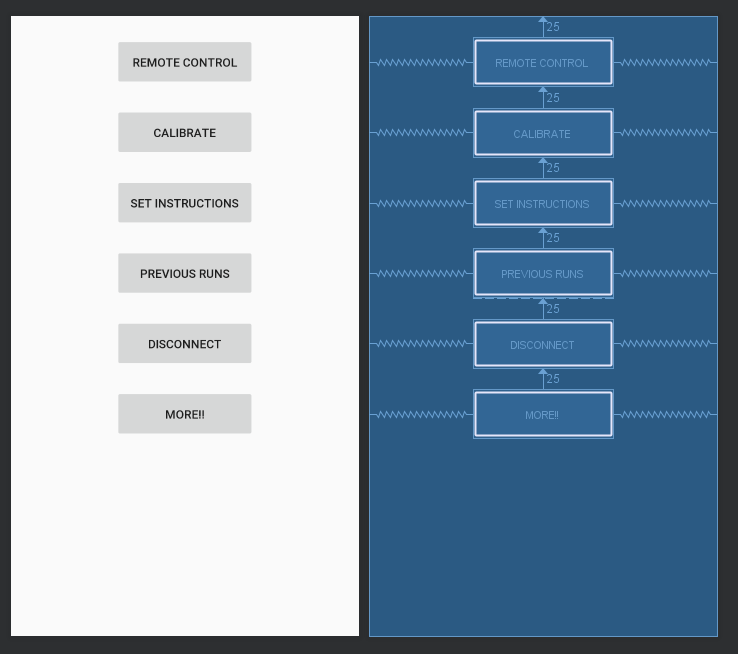 REMOTE CONTROL
CALIBRATE
SET INSTRUCTIONS
PREVIOUS RUNS
DISCONNECT
MORE!!
25
REMOTE CONTROL
25
CALIBRATE
25
SET INSTRUCTIONS
25
PREVIOUS RUNS
25
DISCONNECT
25
MORE!!